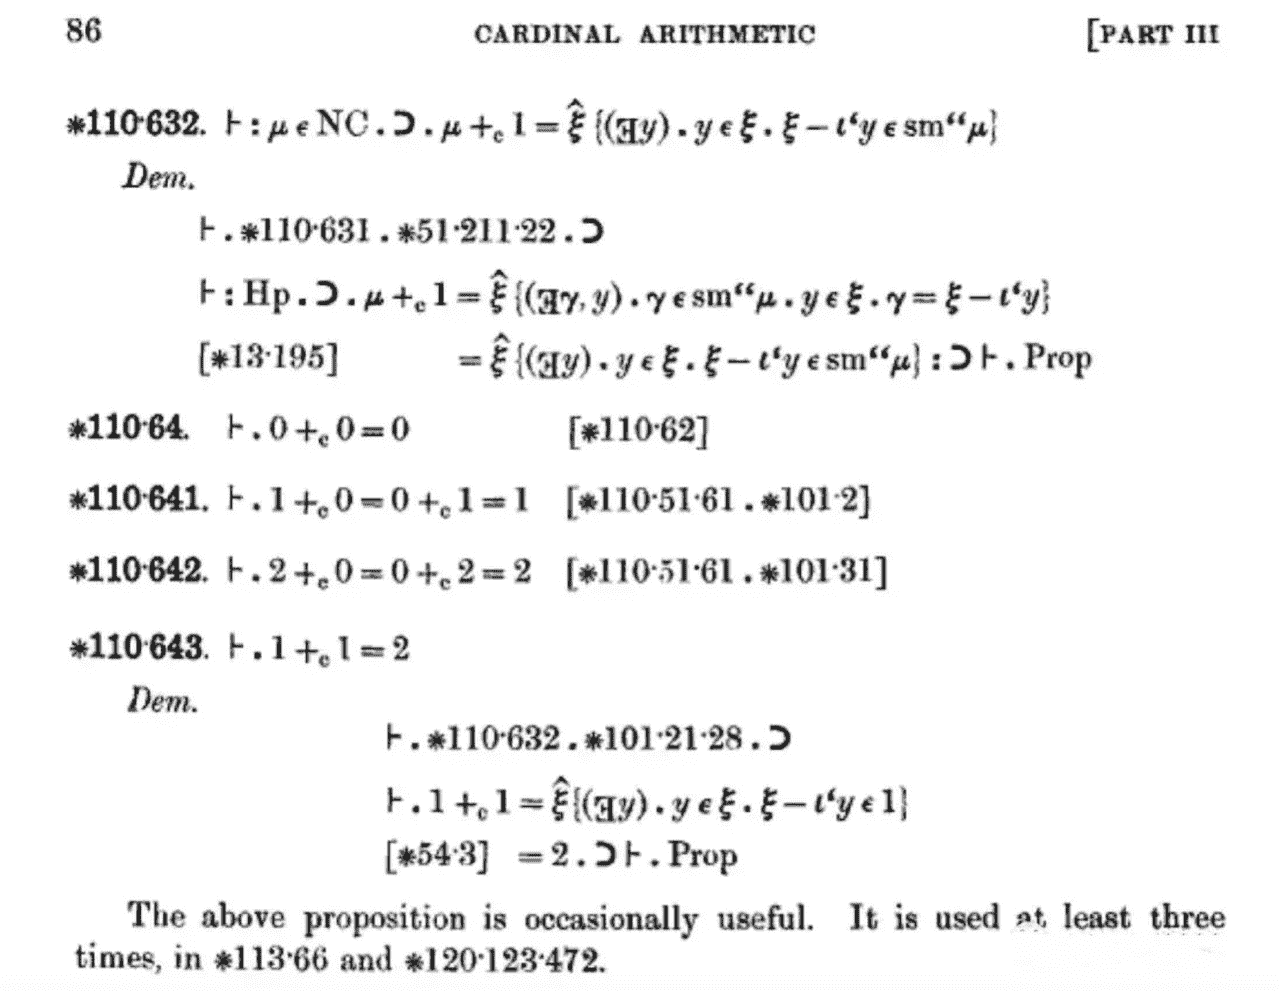 86 CARDINAL ARITHMETIC [PART III
∗110·632. ⊢ : μ ϵ NC . ⊃ . μ +c 1 = ξ̂ {(∃y) . y ϵ ξ . ξ − ι‘y ϵ sm“μ}
Dem.
⊢ . ∗110·631 . ∗51·211·22 . ⊃
⊢ : Hp . ⊃ . μ +c 1 = ξ̂ {(∃γ, y) . γ ϵ sm“μ . y ϵ ξ . γ = ξ − ι‘y}
[∗13·195] = ξ̂ {(∃y) . y ϵ ξ . ξ − ι‘y ϵ sm“μ} : ⊃ ⊢ . Prop
∗110·64. ⊢ . 0 +c 0 = 0 [∗110·62]
∗110·641. ⊢ . 1 +c 0 = 0 +c 1 = 1 [∗110·51·61 . ∗101·2]
∗110·642. ⊢ . 2 +c 0 = 0 +c 2 = 2 [∗110·51·61 . ∗101·31]
∗110·643. ⊢ . 1 +c 1 = 2
Dem.
⊢ . ∗110·632 . ∗101·21·28 . ⊃
⊢ . 1 +c 1 = ξ̂ {(∃y) . y ϵ ξ . ξ − ι‘y ϵ 1}
[∗54·3] = 2 . ⊃ ⊢ . Prop
The above proposition is occasionally useful. It is used at least three
times, in ∗113·66 and ∗120·123·472.